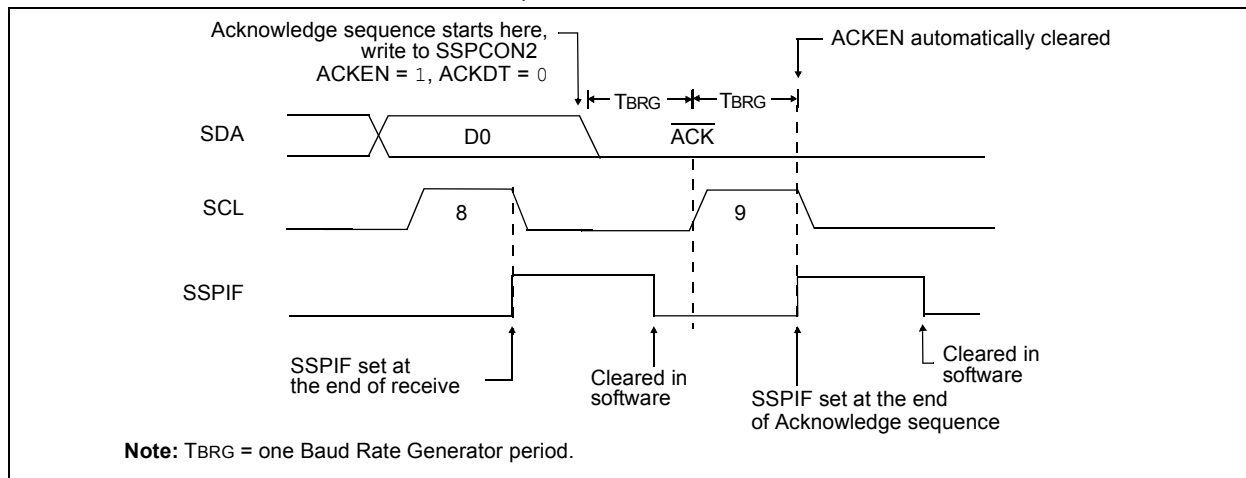 Acknowledge sequence starts here,
write to SSPCON2
ACKEN = 1, ACKDT = 0
ACKEN automatically cleared
TBRG
TBRG
SDA
D0
ACK
SCL
8
9
SSPIF
SSPIF set at
the end of receive
Cleared in
software
SSPIF set at the end
of Acknowledge sequence
Cleared in
software
Note: TBRG = one Baud Rate Generator period.